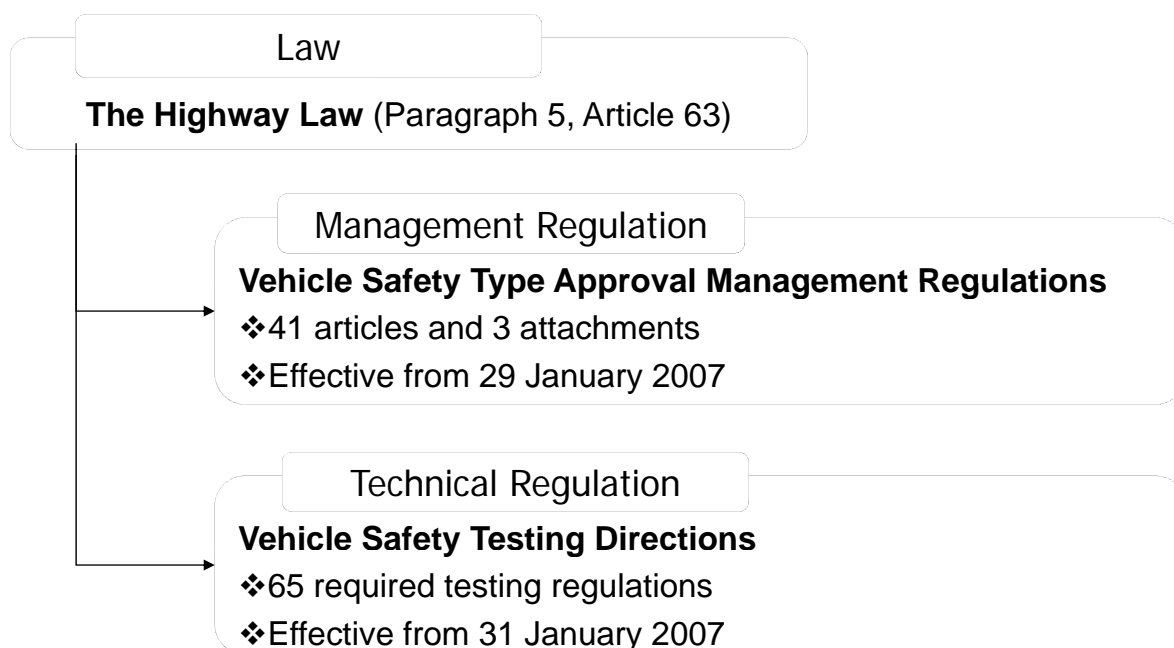 Law
The Highway Law (Paragraph 5, Article 63)
Management Regulation
Vehicle Safety Type Approval Management Regulations
❖41 articles and 3 attachments
❖Effective from 29 January 2007
Technical Regulation
Vehicle Safety Testing Directions
❖65 required testing regulations
❖Effective from 31 January 2007